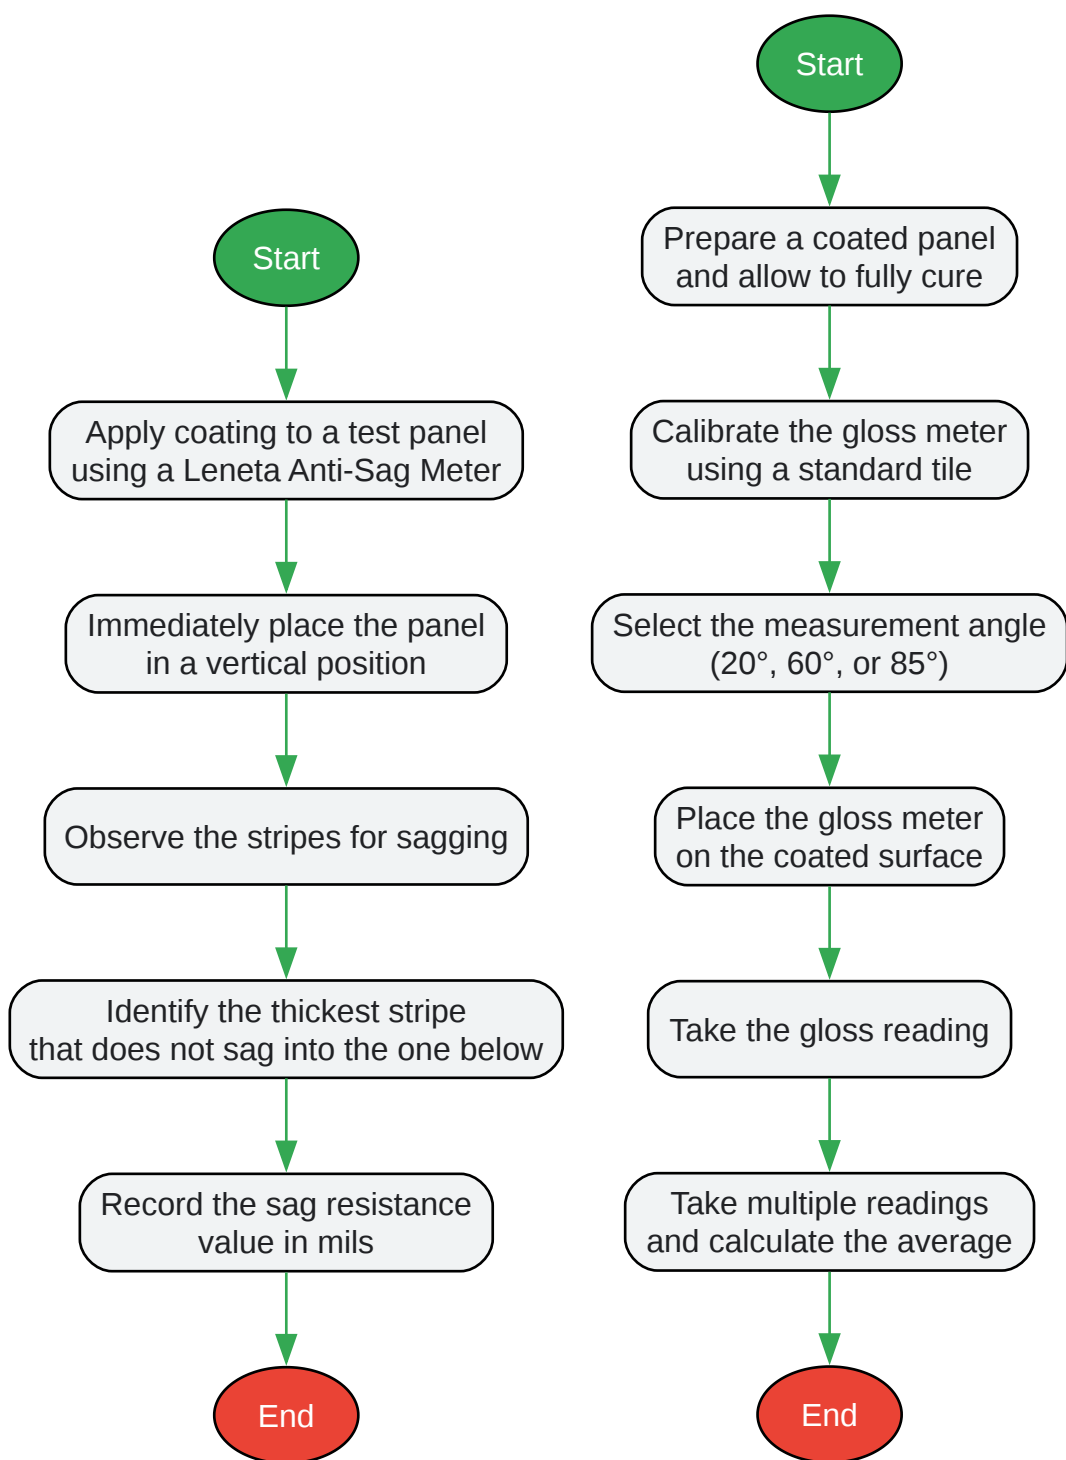 Start
Apply coating to a test panel
using a Leneta Anti-Sag Meter
Immediately place the panel
in a vertical position
Observe the stripes for sagging
Identify the thickest stripe
that does not sag into the one below
Record the sag resistance
value in mils
End
Start
Prepare a coated panel
and allow to fully cure
Calibrate the gloss meter
using a standard tile
Select the measurement angle
(20°, 60°, or 85°)
Place the gloss meter
on the coated surface
Take the gloss reading
Take multiple readings
and calculate the average
End